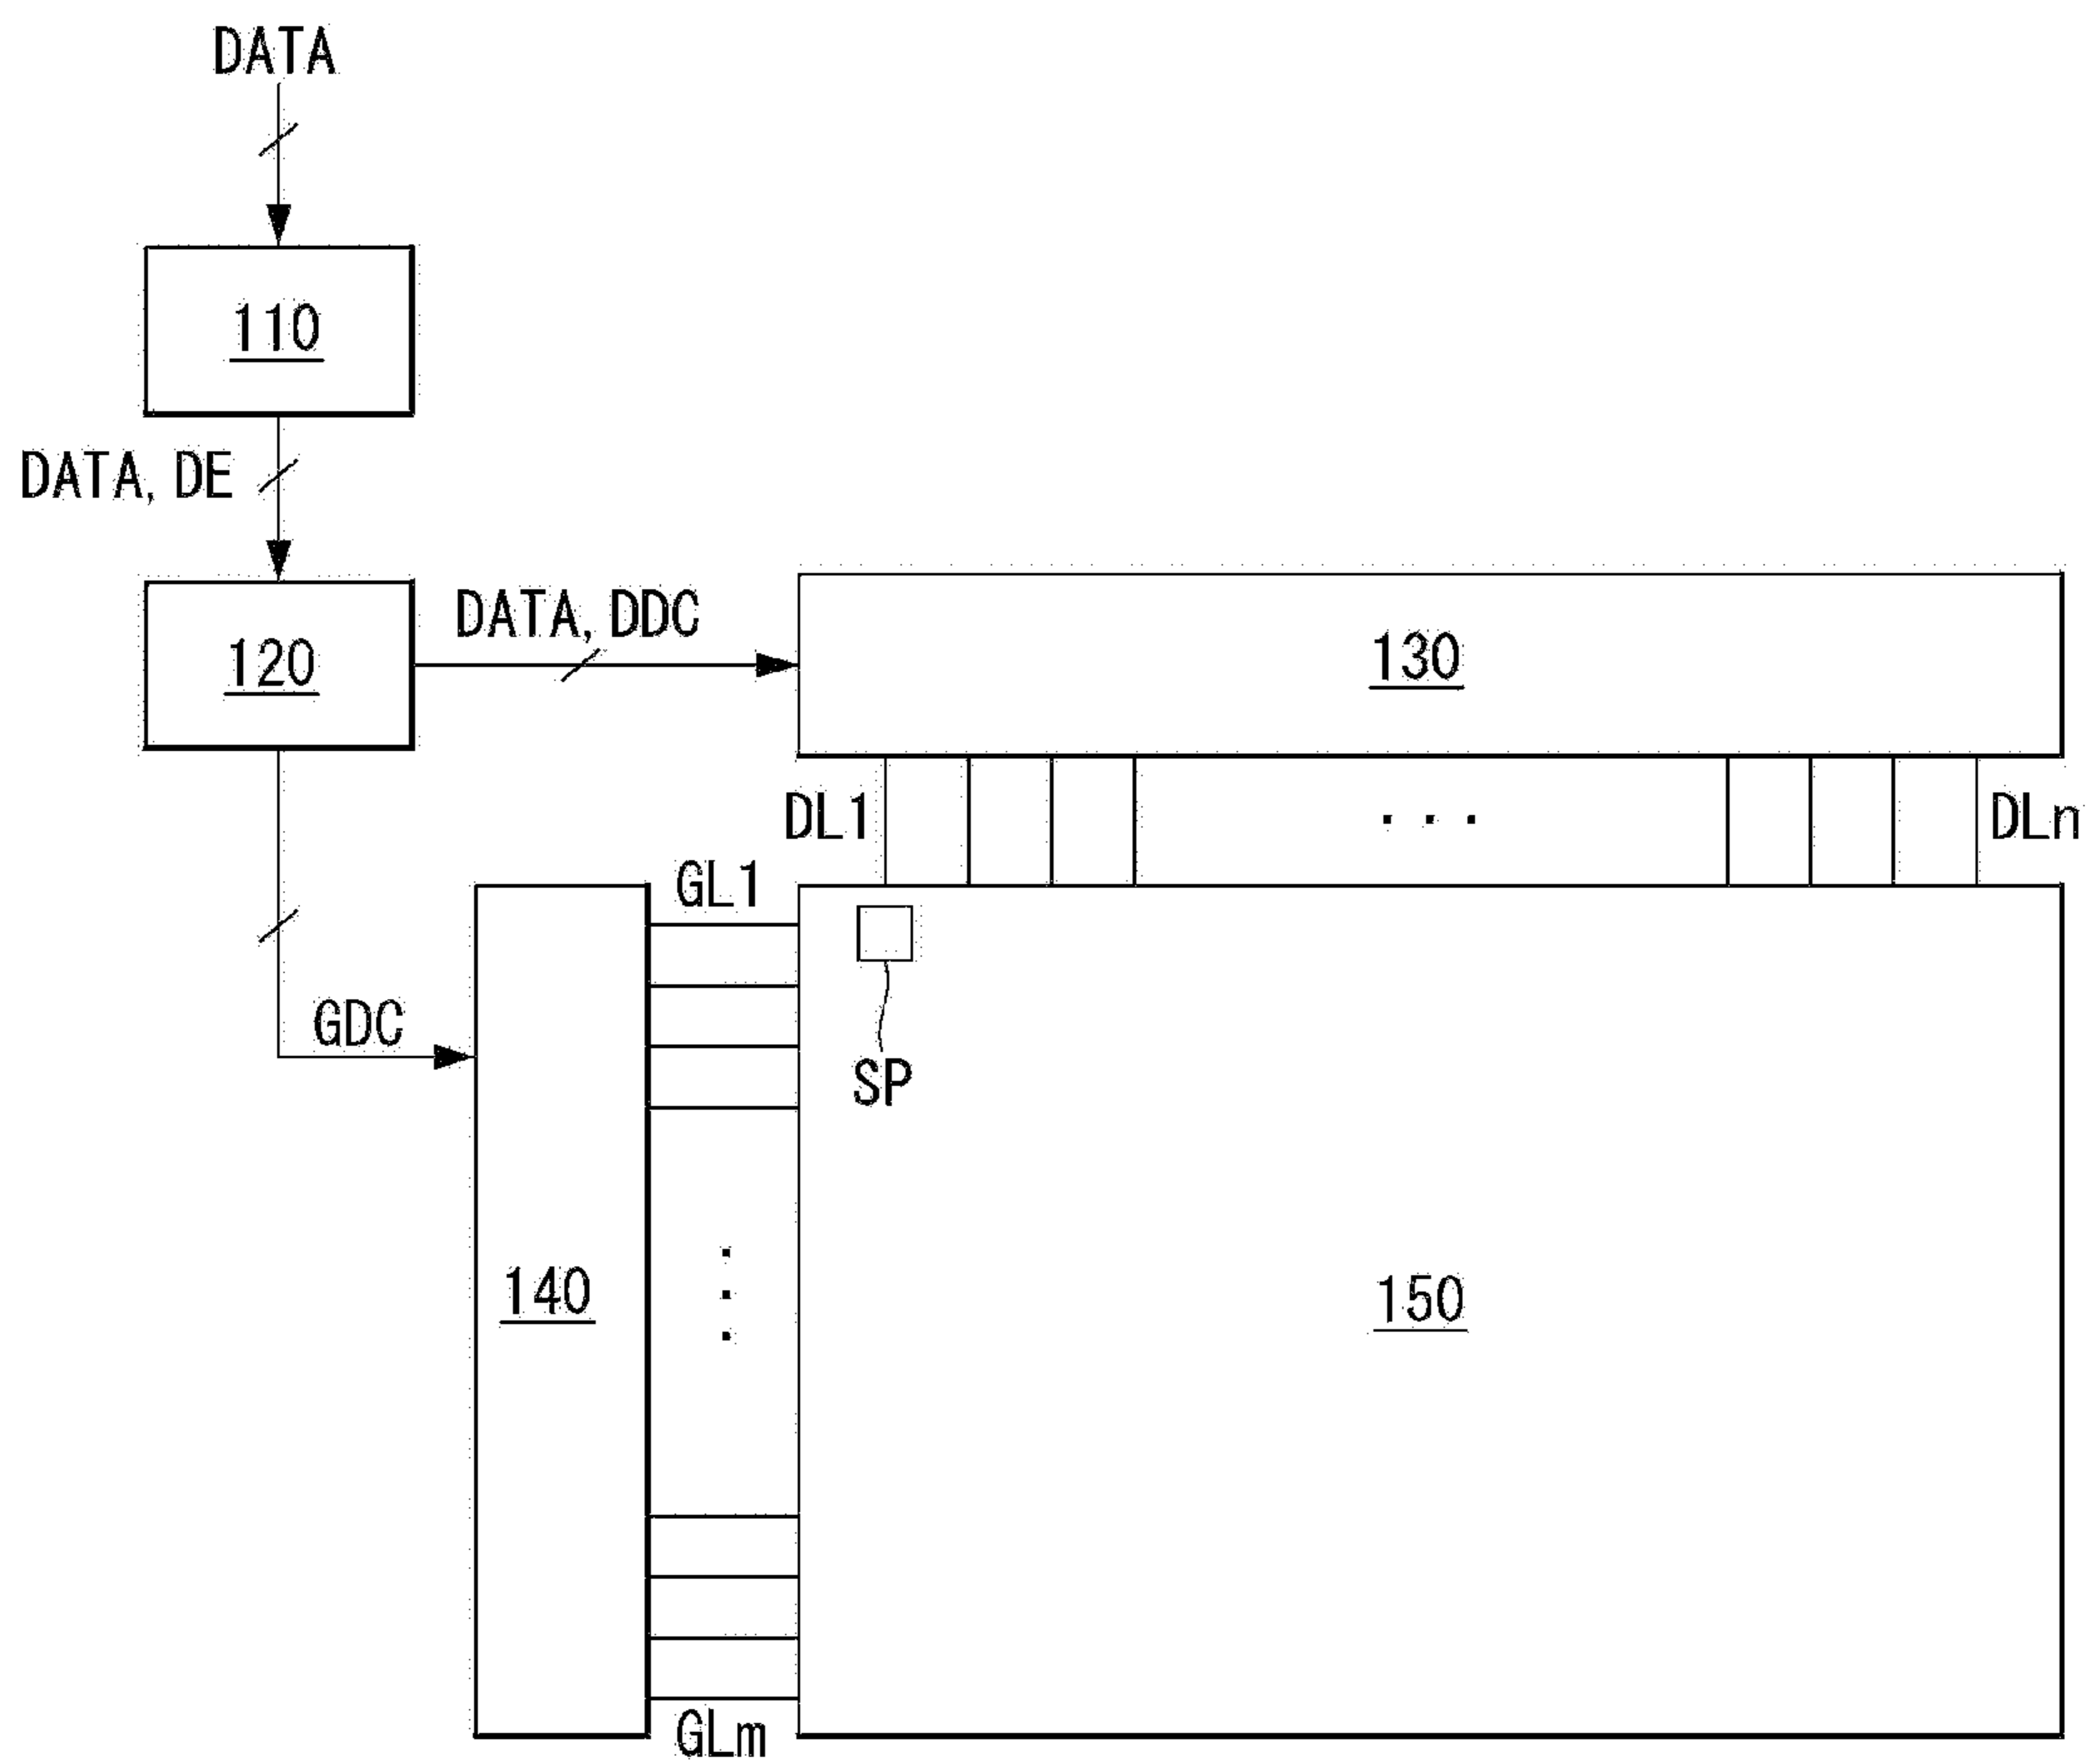 DATA
110
DATA, DE
120
DATA, DDC
130
DL1
...
DLn
GL1
GDC
SP
140
150
GLm